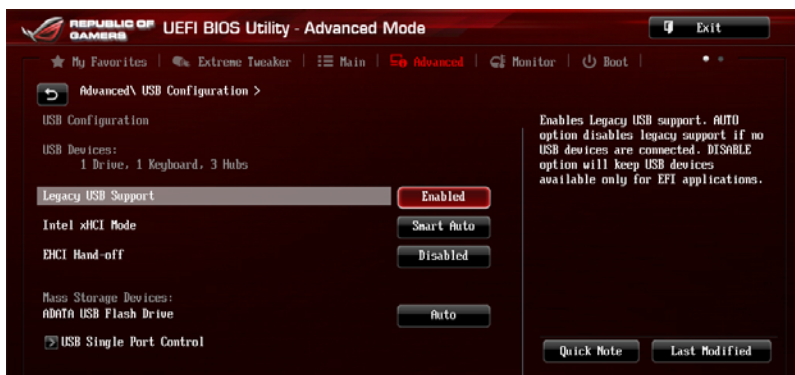 REPUBLIC OF
GAMERS
UEFI BIOS Utility - Advanced Mode
Exit
My Favorites | Extreme Tweaker | Main | Advanced | Monitor | Boot |
Advanced\ USB Configuration >
USB Configuration
USB Devices:
1 Drive, 1 Keyboard, 3 Hubs
Legacy USB Support Enabled
Intel xHCI Mode Smart Auto
EHCI Hand-off Disabled
Mass Storage Devices:
ADATA USB Flash Drive Auto
USB Single Port Control
Enables Legacy USB support. AUTO
option disables legacy support if no
USB devices are connected. DISABLE
option will keep USB devices
available only for EFI applications.
Quick Note Last Modified